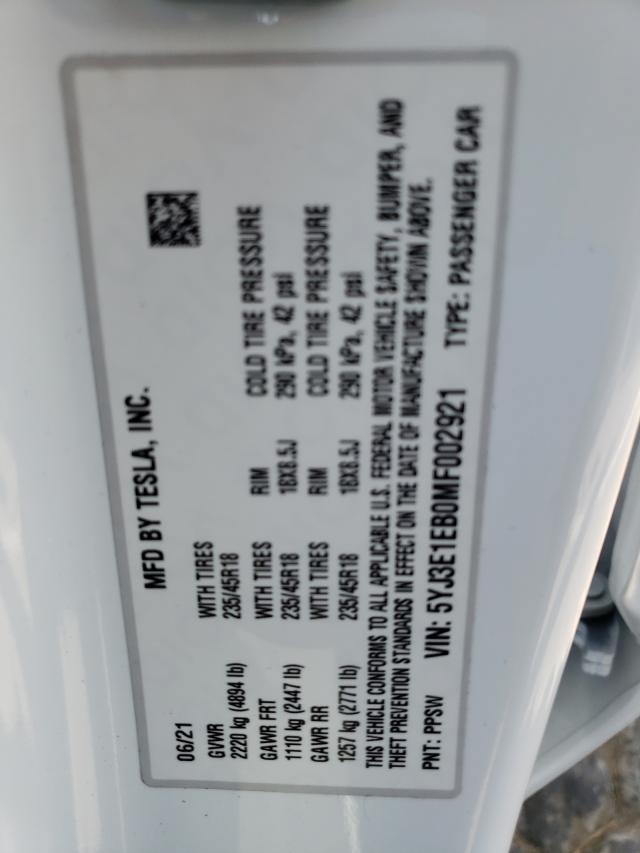 MFD BY TESLA, INC.
06/21
GVWR WITH TIRES
2220 kg (4894 lb) 235/45R18
GAWR FRT WITH TIRES RIM COLD TIRE PRESSURE
1110 kg (2447 lb) 235/45R18 18X8.5J 290 kPa, 42 psi
GAWR RR WITH TIRES RIM COLD TIRE PRESSURE
1257 kg (2771 lb) 235/45R18 18X8.5J 290 kPa, 42 psi
THIS VEHICLE CONFORMS TO ALL APPLICABLE U.S. FEDERAL MOTOR VEHICLE SAFETY, BUMPER, AND
THEFT PREVENTION STANDARDS IN EFFECT ON THE DATE OF MANUFACTURE SHOWN ABOVE.
PNT: PPSW VIN: 5YJ3E1EB0MF002921 TYPE: PASSENGER CAR